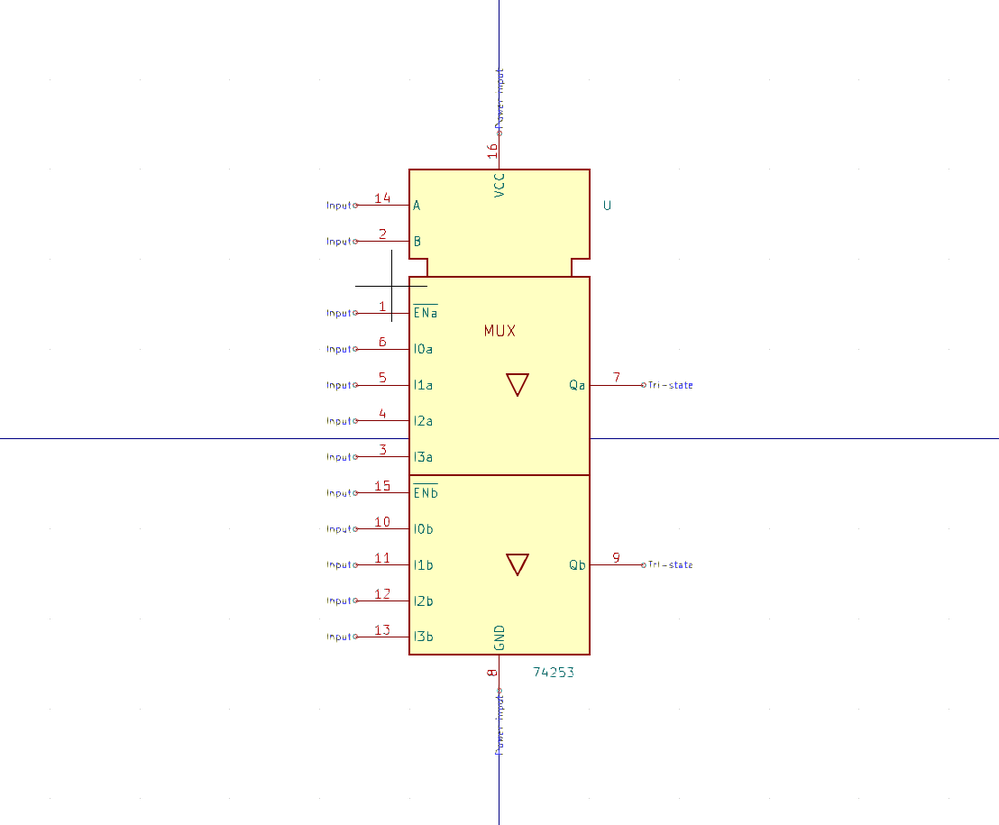 Power input
16
VCC
Input 14 A
U
Input 2 B
Input 1 ENa
MUX
Input 6 I0a
Input 5 I1a
Qa 7 Tri-state
Input 4 I2a
Input 3 I3a
Input 15 ENb
Input 10 I0b
Input 11 I1b
Qb 9 Tri-state
Input 12 I2b
Input 13 I3b
GND
8
74253
Power input